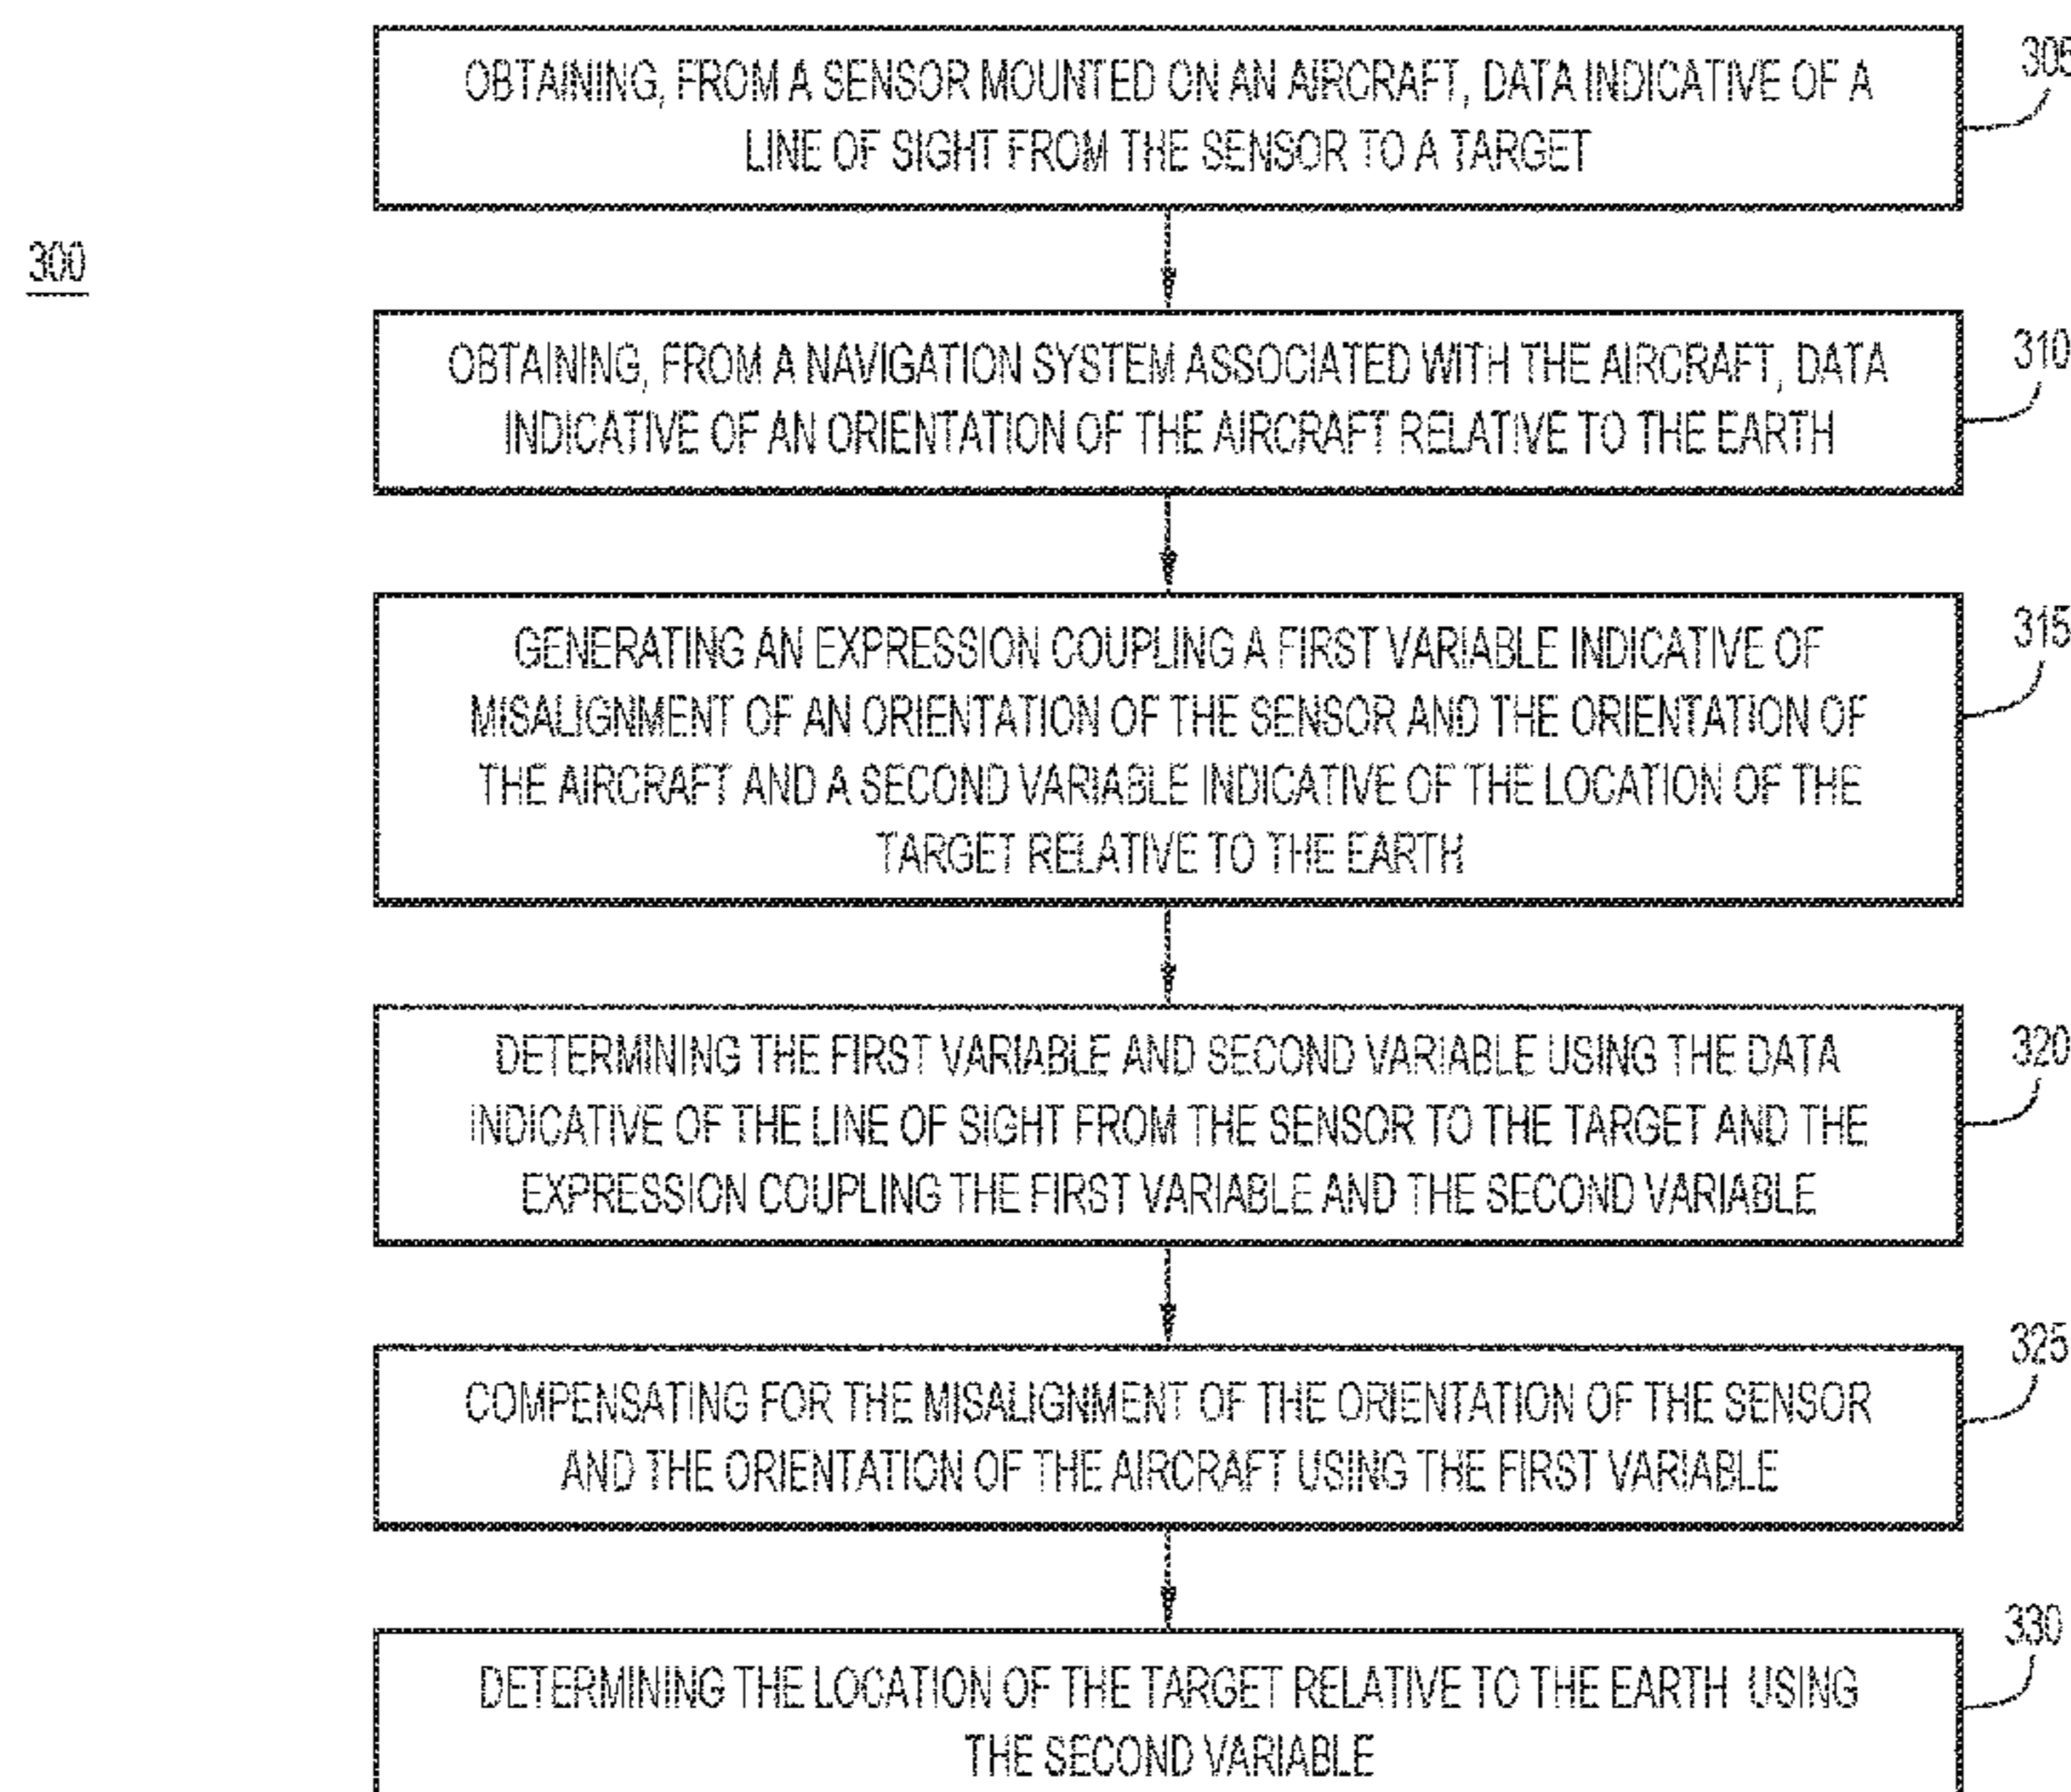 OBTAINING, FROM A SENSOR MOUNTED ON AN AIRCRAFT, DATA INDICATIVE OF A
LINE OF SIGHT FROM THE SENSOR TO A TARGET
305
300
OBTAINING, FROM A NAVIGATION SYSTEM ASSOCIATED WITH THE AIRCRAFT, DATA
INDICATIVE OF AN ORIENTATION OF THE AIRCRAFT RELATIVE TO THE EARTH
310
GENERATING AN EXPRESSION COUPLING A FIRST VARIABLE INDICATIVE OF
MISALIGNMENT OF AN ORIENTATION OF THE SENSOR AND THE ORIENTATION OF
THE AIRCRAFT AND A SECOND VARIABLE INDICATIVE OF THE LOCATION OF THE
TARGET RELATIVE TO THE EARTH
315
DETERMINING THE FIRST VARIABLE AND SECOND VARIABLE USING THE DATA
INDICATIVE OF THE LINE OF SIGHT FROM THE SENSOR TO THE TARGET AND THE
EXPRESSION COUPLING THE FIRST VARIABLE AND THE SECOND VARIABLE
320
COMPENSATING FOR THE MISALIGNMENT OF THE ORIENTATION OF THE SENSOR
AND THE ORIENTATION OF THE AIRCRAFT USING THE FIRST VARIABLE
325
DETERMINING THE LOCATION OF THE TARGET RELATIVE TO THE EARTH USING
THE SECOND VARIABLE
330